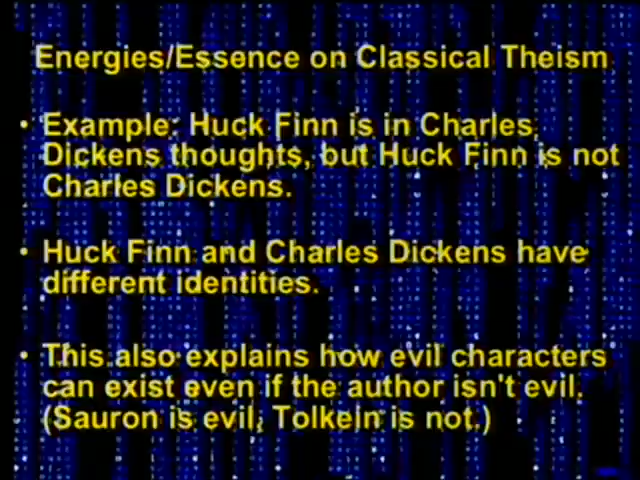 Energies/Essence on Classical Theism
• Example: Huck Finn is in Charles
Dickens thoughts, but Huck Finn is not
Charles Dickens.
• Huck Finn and Charles Dickens have
different identities.
• This also explains how evil characters
can exist even if the author isn't evil.
(Sauron is evil, Tolkein is not.)